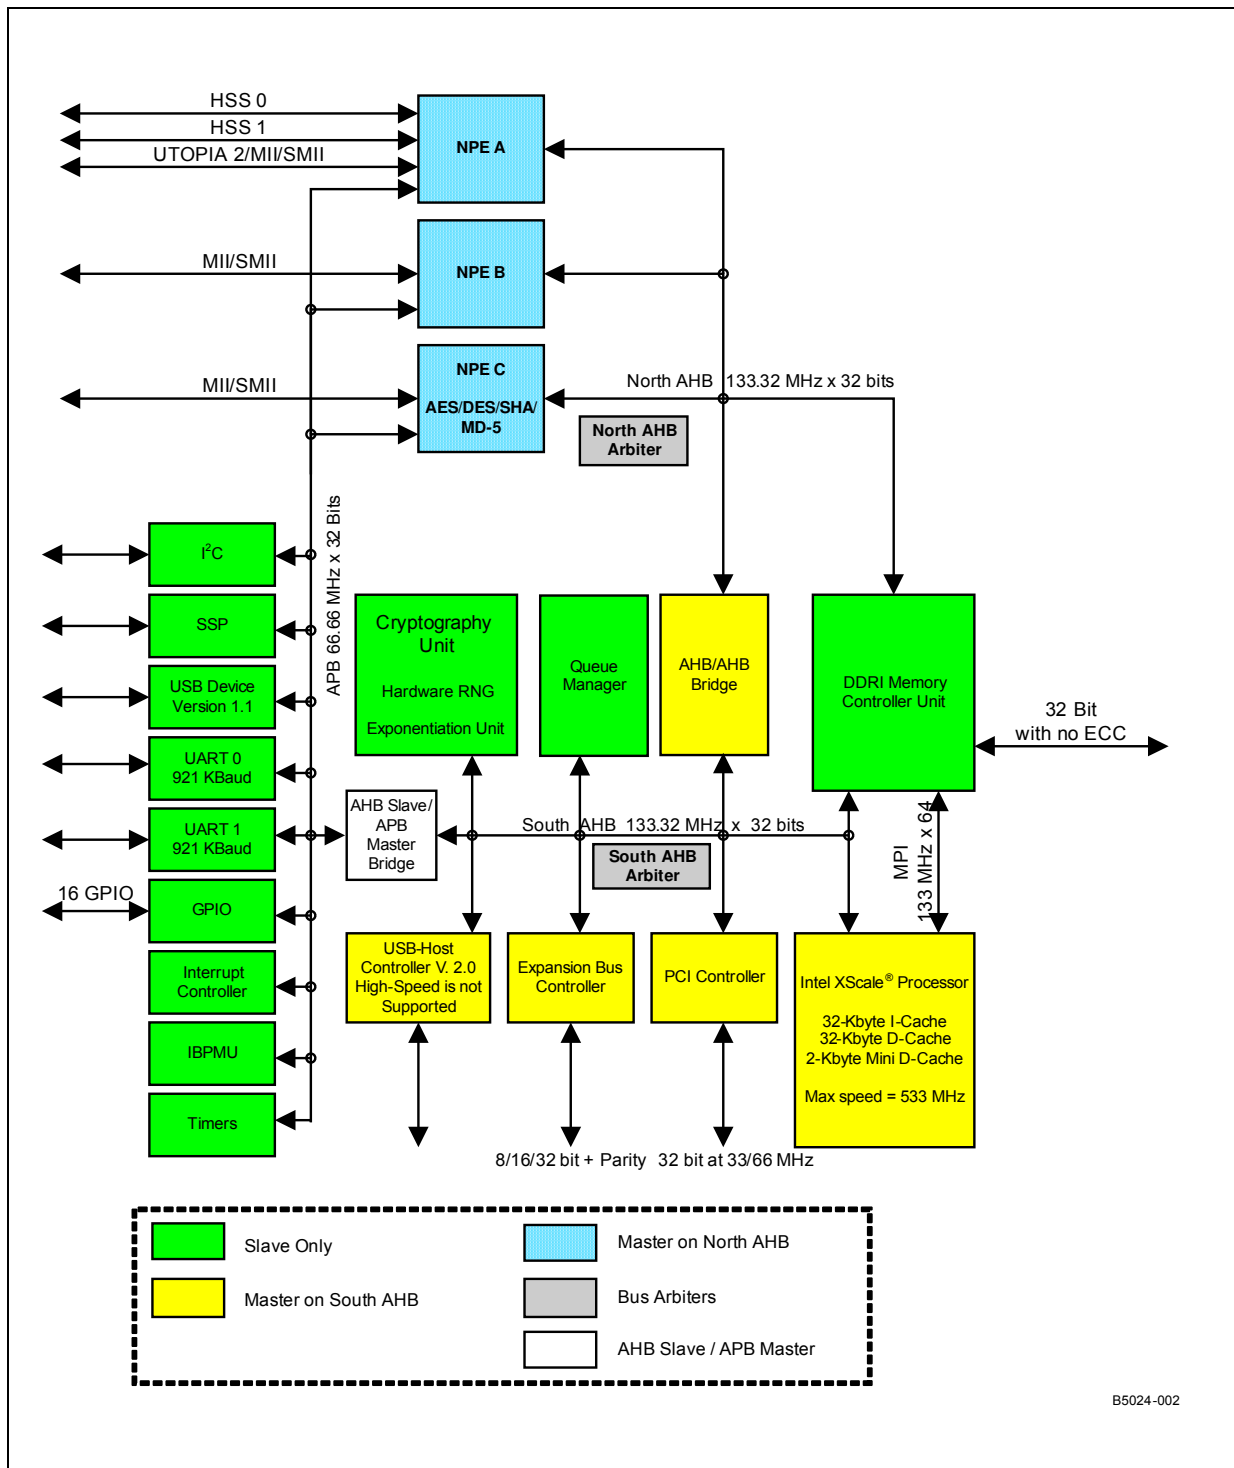 HSS 0
HSS 1
UTOPIA 2/MII/SMII
NPE A
MII/SMII
NPE B
MII/SMII
NPE C
AES/DES/SHA/
MD-5
North AHB 133.32 MHz x 32 bits
North AHB
Arbiter
APB 66.66 MHz x 32 Bits
I²C
SSP
USB Device
Version 1.1
UART 0
921 KBaud
UART 1
921 KBaud
16 GPIO
GPIO
Interrupt
Controller
IBPMU
Timers
Cryptography
Unit
Hardware RNG
Exponentiation Unit
Queue
Manager
AHB/AHB
Bridge
DDRI Memory
Controller Unit
32 Bit
with no ECC
AHB Slave/
APB
Master
Bridge
South AHB 133.32 MHz x 32 bits
South AHB
Arbiter
MPI
133 MHz x 64
USB-Host
Controller V. 2.0
High-Speed is not
Supported
Expansion Bus
Controller
PCI Controller
Intel XScale® Processor
32-Kbyte I-Cache
32-Kbyte D-Cache
2-Kbyte Mini D-Cache
Max speed = 533 MHz
8/16/32 bit + Parity
32 bit at 33/66 MHz
Slave Only
Master on North AHB
Master on South AHB
Bus Arbiters
AHB Slave / APB Master
B5024-002